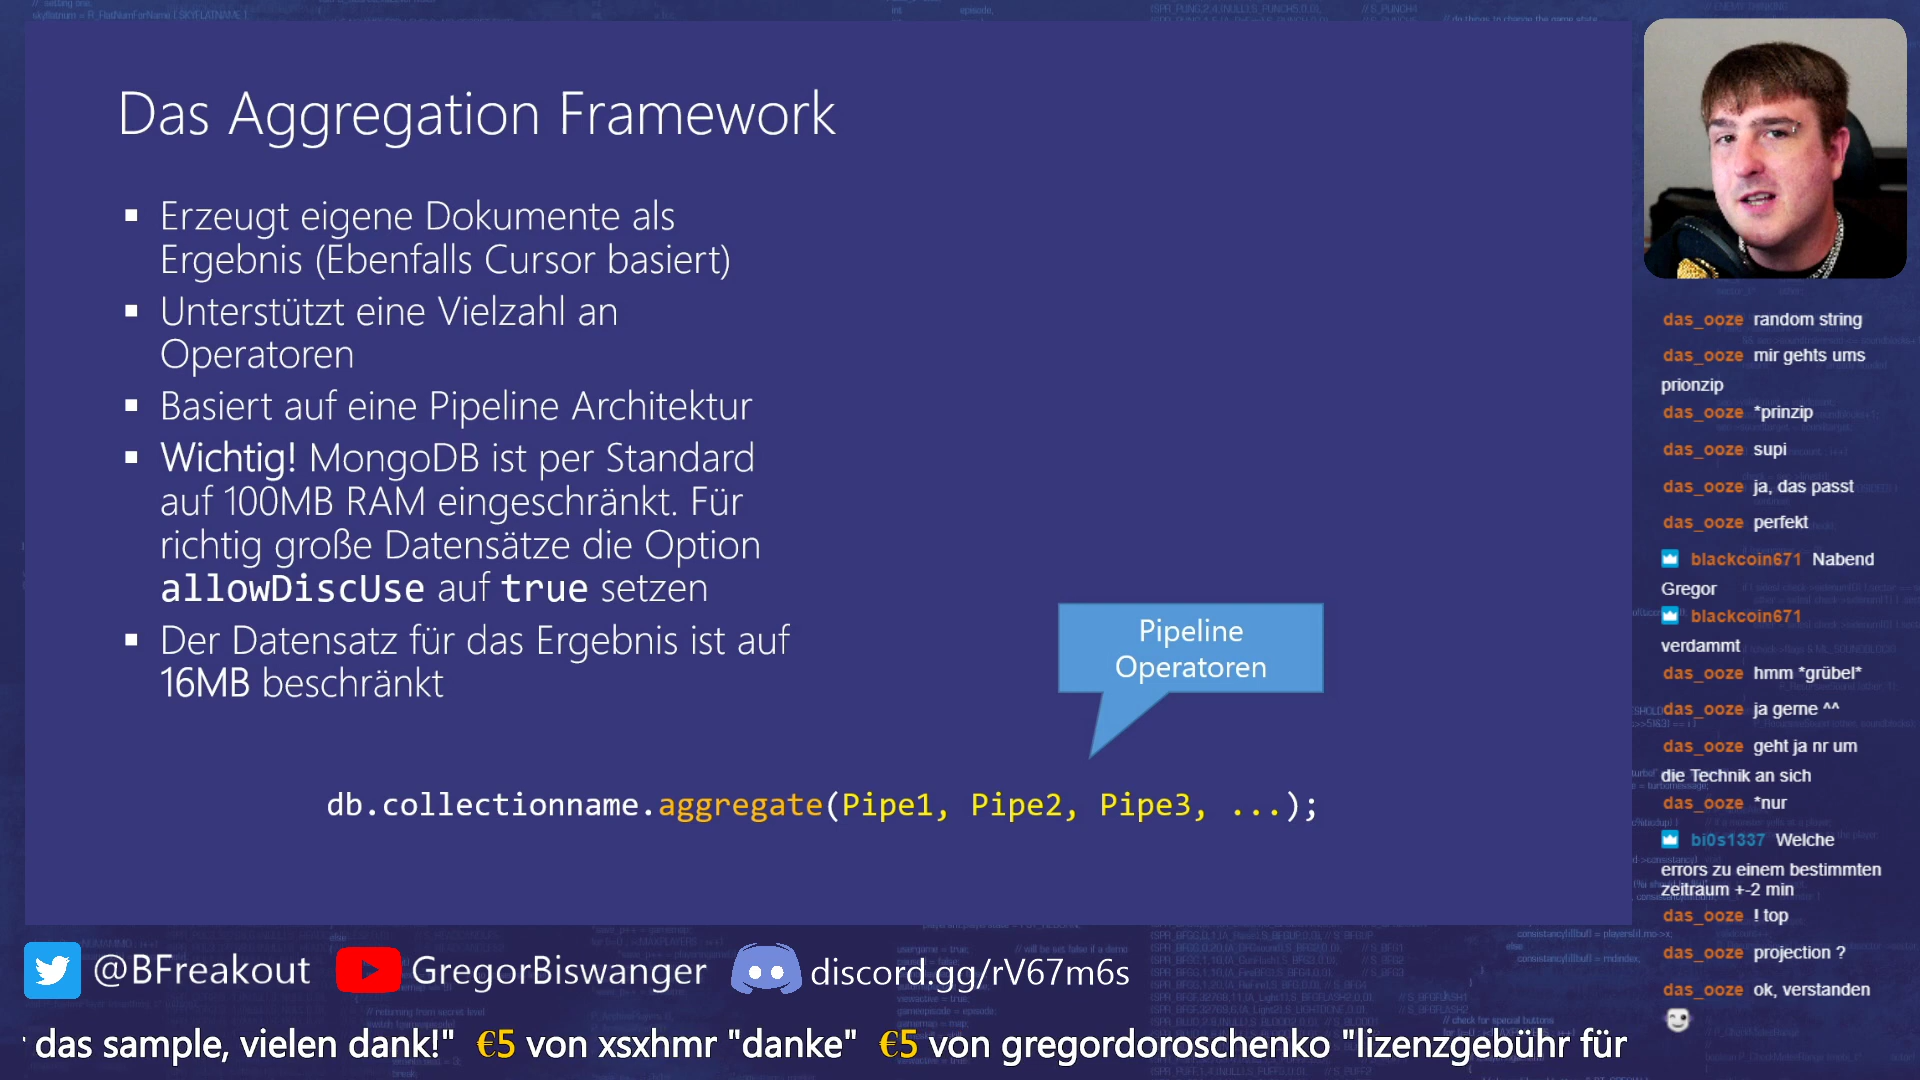 Das Aggregation Framework
▪ Erzeugt eigene Dokumente als
Ergebnis (Ebenfalls Cursor basiert)
▪ Unterstützt eine Vielzahl an
Operatoren
▪ Basiert auf eine Pipeline Architektur
▪ Wichtig! MongoDB ist per Standard
auf 100MB RAM eingeschränkt. Für
richtig große Datensätze die Option
allowDiscUse auf true setzen
▪ Der Datensatz für das Ergebnis ist auf
16MB beschränkt
Pipeline
Operatoren
db.collectionname.aggregate(Pipe1, Pipe2, Pipe3, ...);
das_ooze random string
das_ooze mir gehts ums
prionzip
das_ooze *prinzip
das_ooze supi
das_ooze ja, das passt
das_ooze perfekt
blackcoin671 Nabend
Gregor
blackcoin671
verdammt
das_ooze hmm *grübel*
das_ooze ja gerne ^^
das_ooze geht ja nr um
die Technik an sich
das_ooze *nur
bi0s1337 Welche
errors zu einem bestimmten
zeitraum +-2 min
das_ooze ! top
das_ooze projection ?
das_ooze ok, verstanden
@BFreakout GregorBiswanger discord.gg/rV67m6s
das sample, vielen dank!" €5 von xsxhmr "danke" €5 von gregordoroschenko "lizenzgebühr für